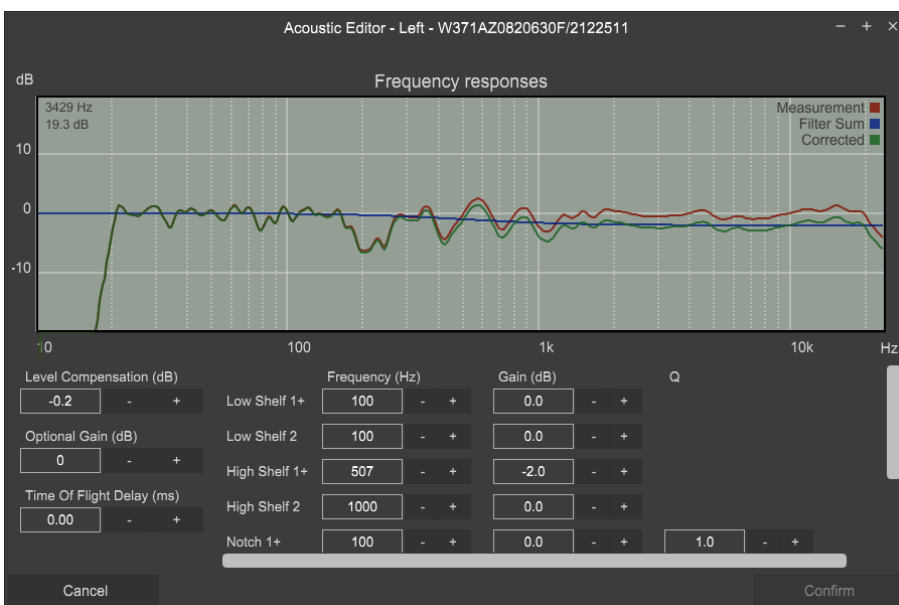 Acoustic Editor - Left - W371AZ0820630F/2122511
dB
Frequency responses
3429 Hz
19.3 dB
Measurement
Filter Sum
Corrected
10
0
-10
10 100 1k 10k Hz
Level Compensation (dB)
-0.2 - +
Optional Gain (dB)
0 - +
Time Of Flight Delay (ms)
0.00 - +
Frequency (Hz) Gain (dB) Q
Low Shelf 1+ 100 - + 0.0 - +
Low Shelf 2 100 - + 0.0 - +
High Shelf 1+ 507 - + -2.0 - +
High Shelf 2 1000 - + 0.0 - +
Notch 1+ 100 - + 0.0 - + 1.0 - +
Cancel
Confirm